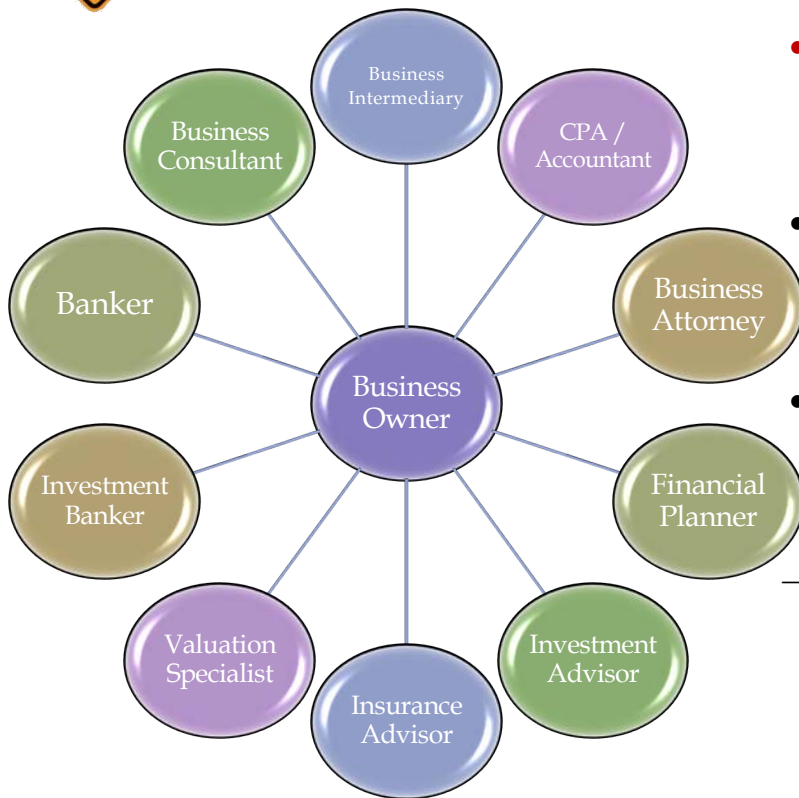 Business
Intermediary
CPA /
Accountant
Business
Attorney
Financial
Planner
Investment
Advisor
Insurance
Advisor
Valuation
Specialist
Investment
Banker
Banker
Business
Consultant
Business
Owner